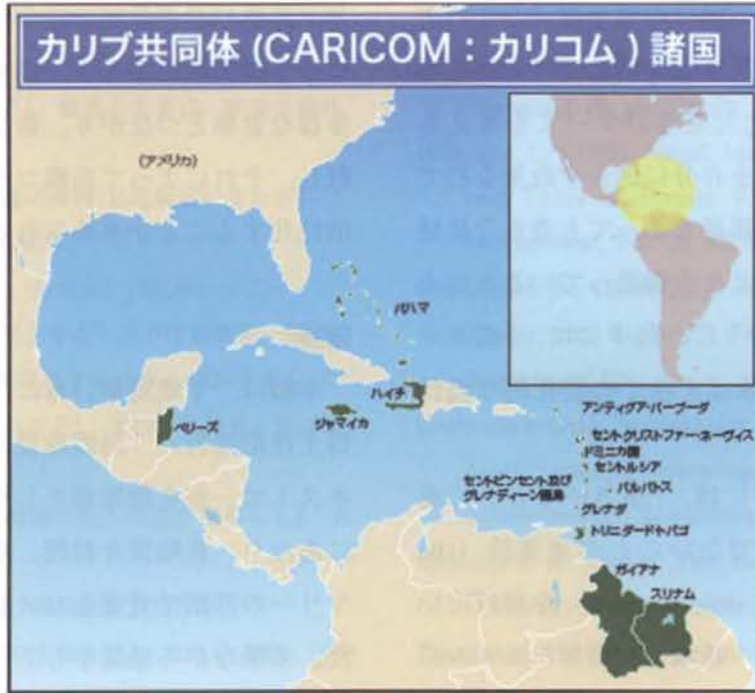 カリブ共同体 (CARICOM : カリコム ) 諸国
(アメリカ)
バハマ
ハイチ
ジャマイカ
ベリーズ
アンティグア・バーブーダ
セントクリストファー・ネーヴィス
ドミニカ国
セントルシア
セントビンセント及び
グレナディーン諸島
バルバドス
グレナダ
トリニダードトバゴ
ガイアナ
スリナム